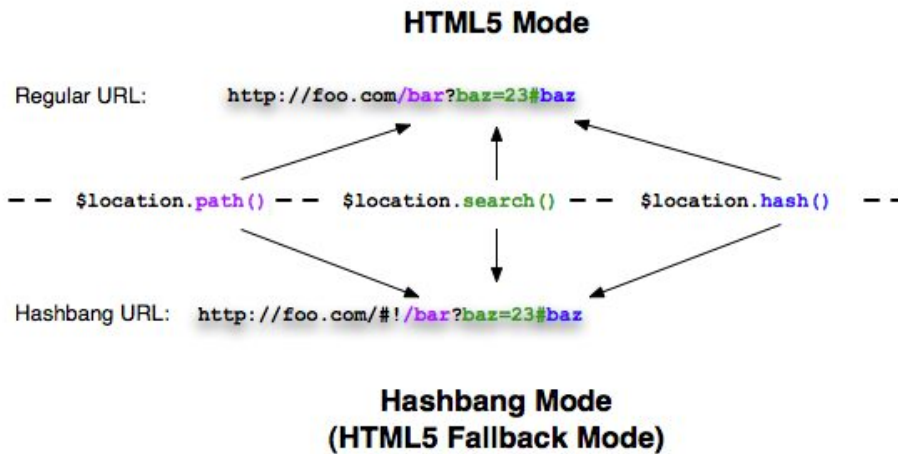 HTML5 Mode
Regular URL: http://foo.com/bar?baz=23#baz
$location.path() $location.search() $location.hash()
Hashbang URL: http://foo.com/#!/bar?baz=23#baz
Hashbang Mode
(HTML5 Fallback Mode)